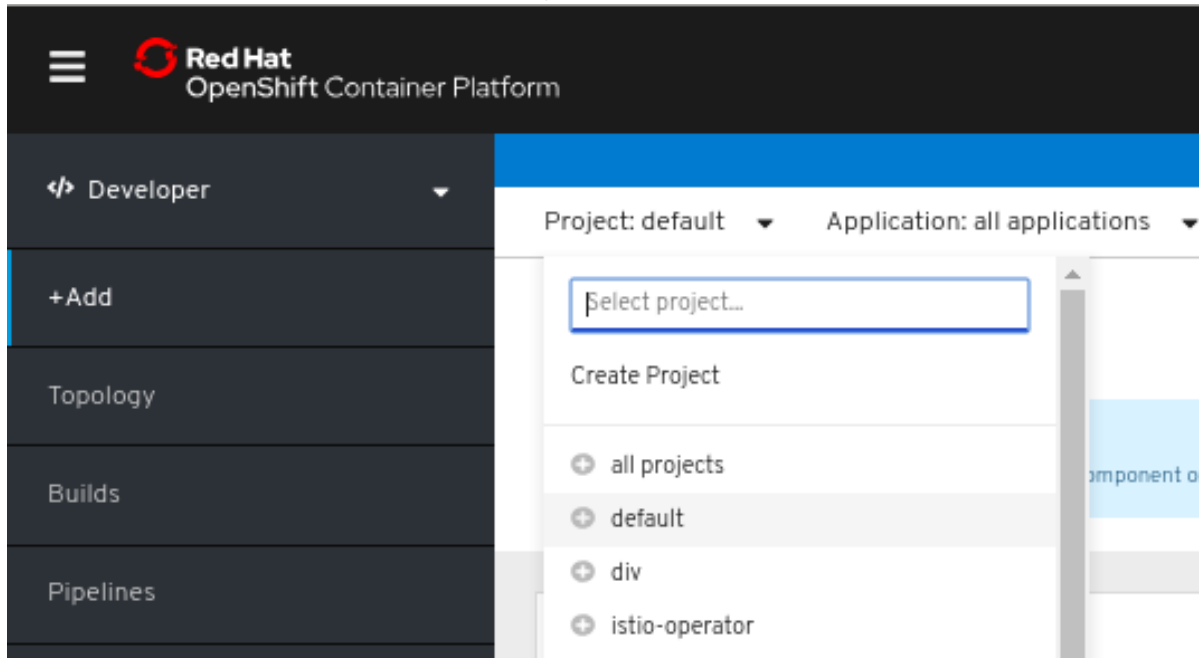 Red Hat
OpenShift Container Platform
</> Developer
Project: default
Application: all applications
+Add
Select project...
Create Project
Topology
all projects
omponent o
default
Builds
div
Pipelines
istio-operator